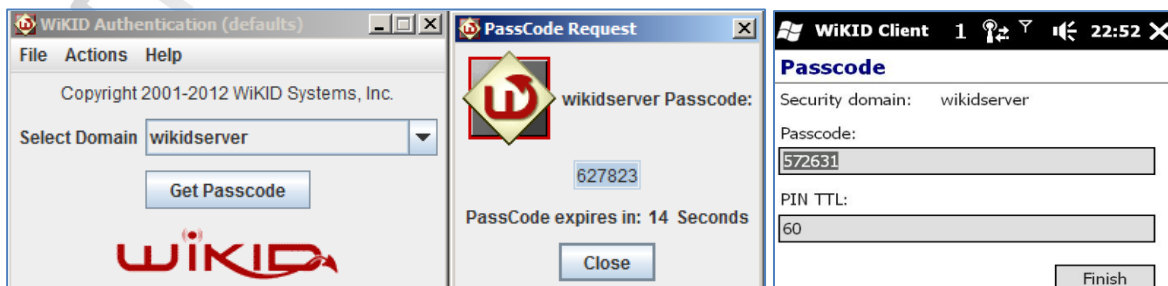 WiKID Authentication (defaults)
File Actions Help
Copyright 2001-2012 WiKID Systems, Inc.
Select Domain wikidserver
Get Passcode
WiKID
PassCode Request
wikidserver Passcode:
627823
PassCode expires in: 14 Seconds
Close
WiKID Client 1 22:52
Passcode
Security domain: wikidserver
Passcode:
572631
PIN TTL:
60
Finish